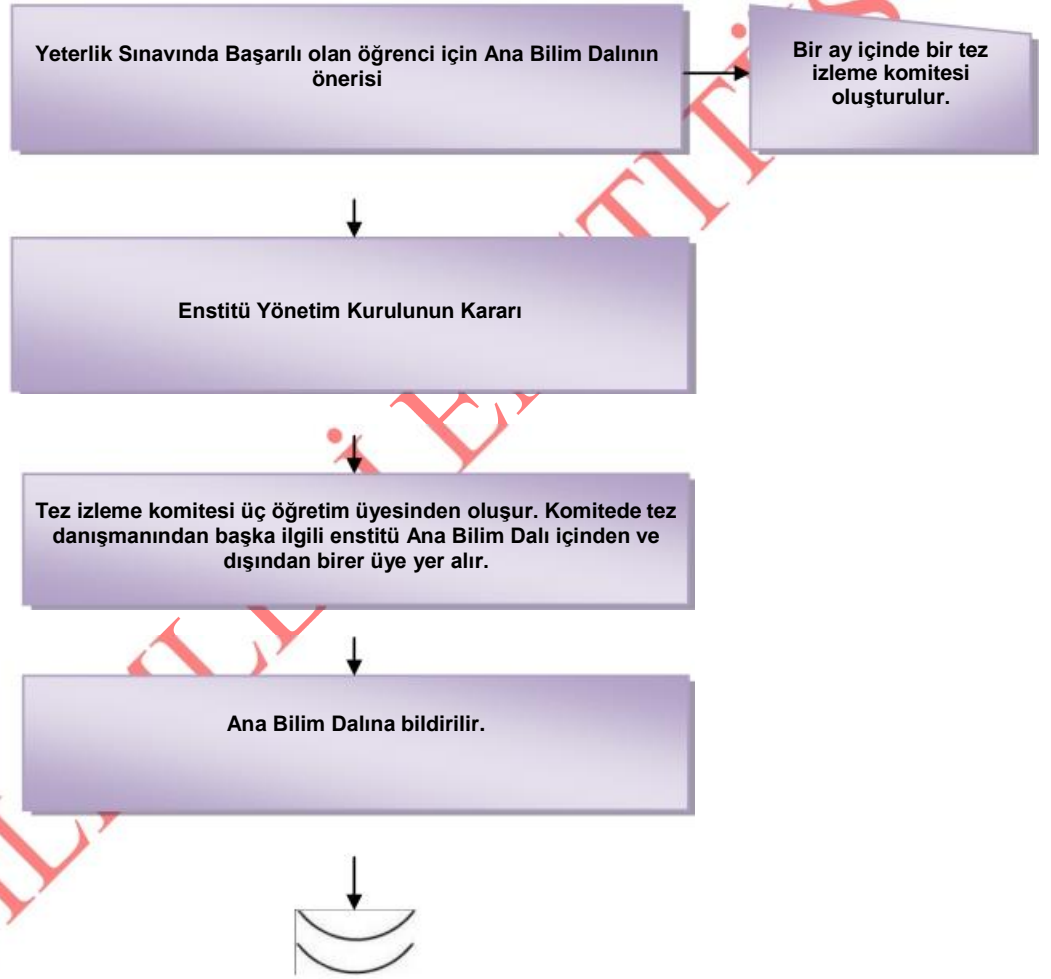 Yeterlik Sınavında Başarılı olan öğrenci için Ana Bilim Dalının
önerisi
Bir ay içinde bir tez
izleme komitesi
oluşturulur.
Enstitü Yönetim Kurulunun Kararı
Tez izleme komitesi üç öğretim üyesinden oluşur. Komitede tez
danışmanından başka ilgili enstitü Ana Bilim Dalı içinden ve
dışından birer üye yer alır.
Ana Bilim Dalına bildirilir.